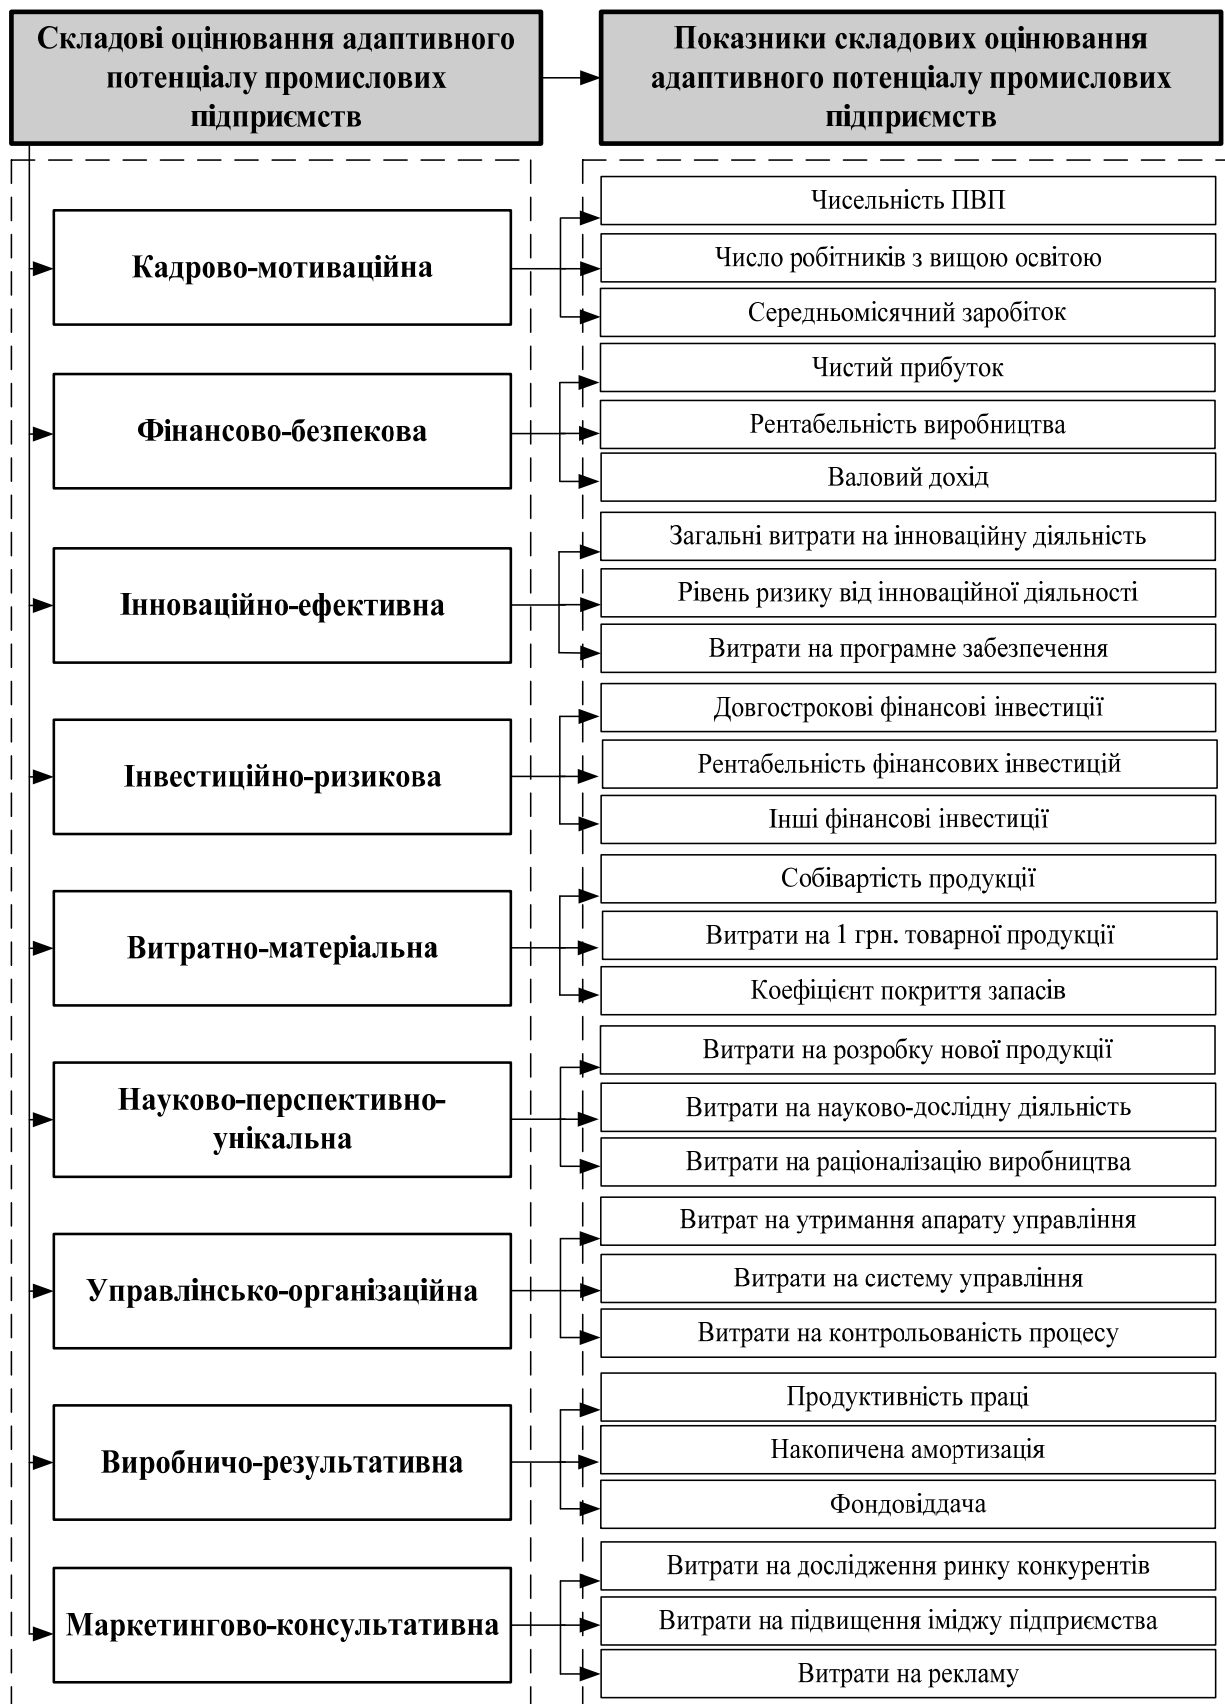 Складові оцінювання адаптивного
потенціалу промислових
підприємств
Показники складових оцінювання
адаптивного потенціалу промислових
підприємств
Кадрово-мотиваційна
Чисельність ПВП
Число робітників з вищою освітою
Середньомісячний заробіток
Фінансово-безпекова
Чистий прибуток
Рентабельність виробництва
Валовий дохід
Інноваційно-ефективна
Загальні витрати на інноваційну діяльність
Рівень ризику від інноваційної діяльності
Витрати на програмне забезпечення
Інвестиційно-ризикова
Довгострокові фінансові інвестиції
Рентабельність фінансових інвестицій
Інші фінансові інвестиції
Витратно-матеріальна
Собівартість продукції
Витрати на 1 грн. товарної продукції
Коефіцієнт покриття запасів
Науково-перспективно-
унікальна
Витрати на розробку нової продукції
Витрати на науково-дослідну діяльність
Витрати на раціоналізацію виробництва
Управлінсько-організаційна
Витрат на утримання апарату управління
Витрати на систему управління
Витрати на контрольованість процесу
Виробничо-результативна
Продуктивність праці
Накопичена амортизація
Фондовіддача
Маркетингово-консультативна
Витрати на дослідження ринку конкурентів
Витрати на підвищення іміджу підприємства
Витрати на рекламу